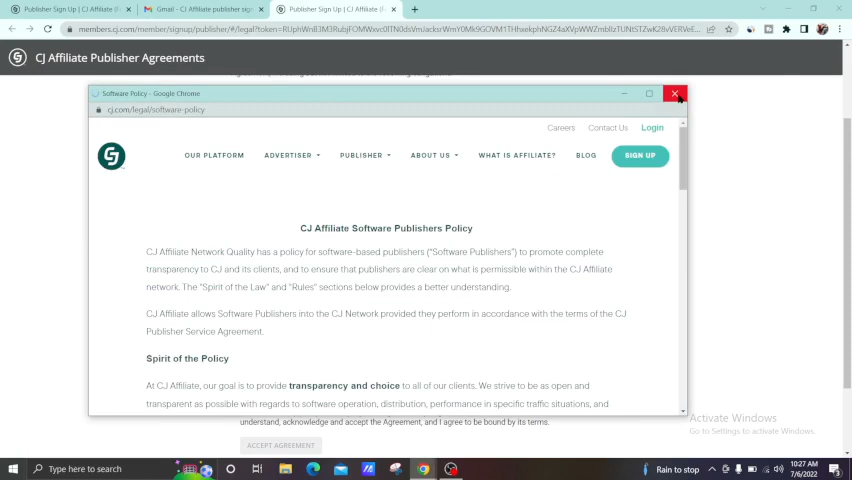 Publisher Sign Up | CJ Affiliate (F
Gmail - CJ Affiliate publisher sign
Publisher Sign Up | CJ Affiliate (F
CJ Affiliate Publisher Agreements
Software Policy - Google Chrome
cj.com/legal/software-policy
Careers Contact Us Login
OUR PLATFORM ADVERTISER PUBLISHER ABOUT US WHAT IS AFFILIATE? BLOG SIGN UP
CJ Affiliate Software Publishers Policy
CJ Affiliate Network Quality has a policy for software-based publishers ("Software Publishers") to promote complete
transparency to CJ and its clients, and to ensure that publishers are clear on what is permissible within the CJ Affiliate
network. The "Spirit of the Law" and "Rules" sections below provides a better understanding.
CJ Affiliate allows Software Publishers into the CJ Network provided they perform in accordance with the terms of the CJ
Publisher Service Agreement.
Spirit of the Policy
At CJ Affiliate, our goal is to provide transparency and choice to all of our clients. We strive to be as open and
transparent as possible with regards to software operation, distribution, performance in specific traffic situations, and
understand, acknowledge and accept the Agreement, and I agree to be bound by its terms.
ACCEPT AGREEMENT
Activate Windows
Go to Settings to activate Windows.
Type here to search
Rain to stop
10:27 AM
7/6/2022
3